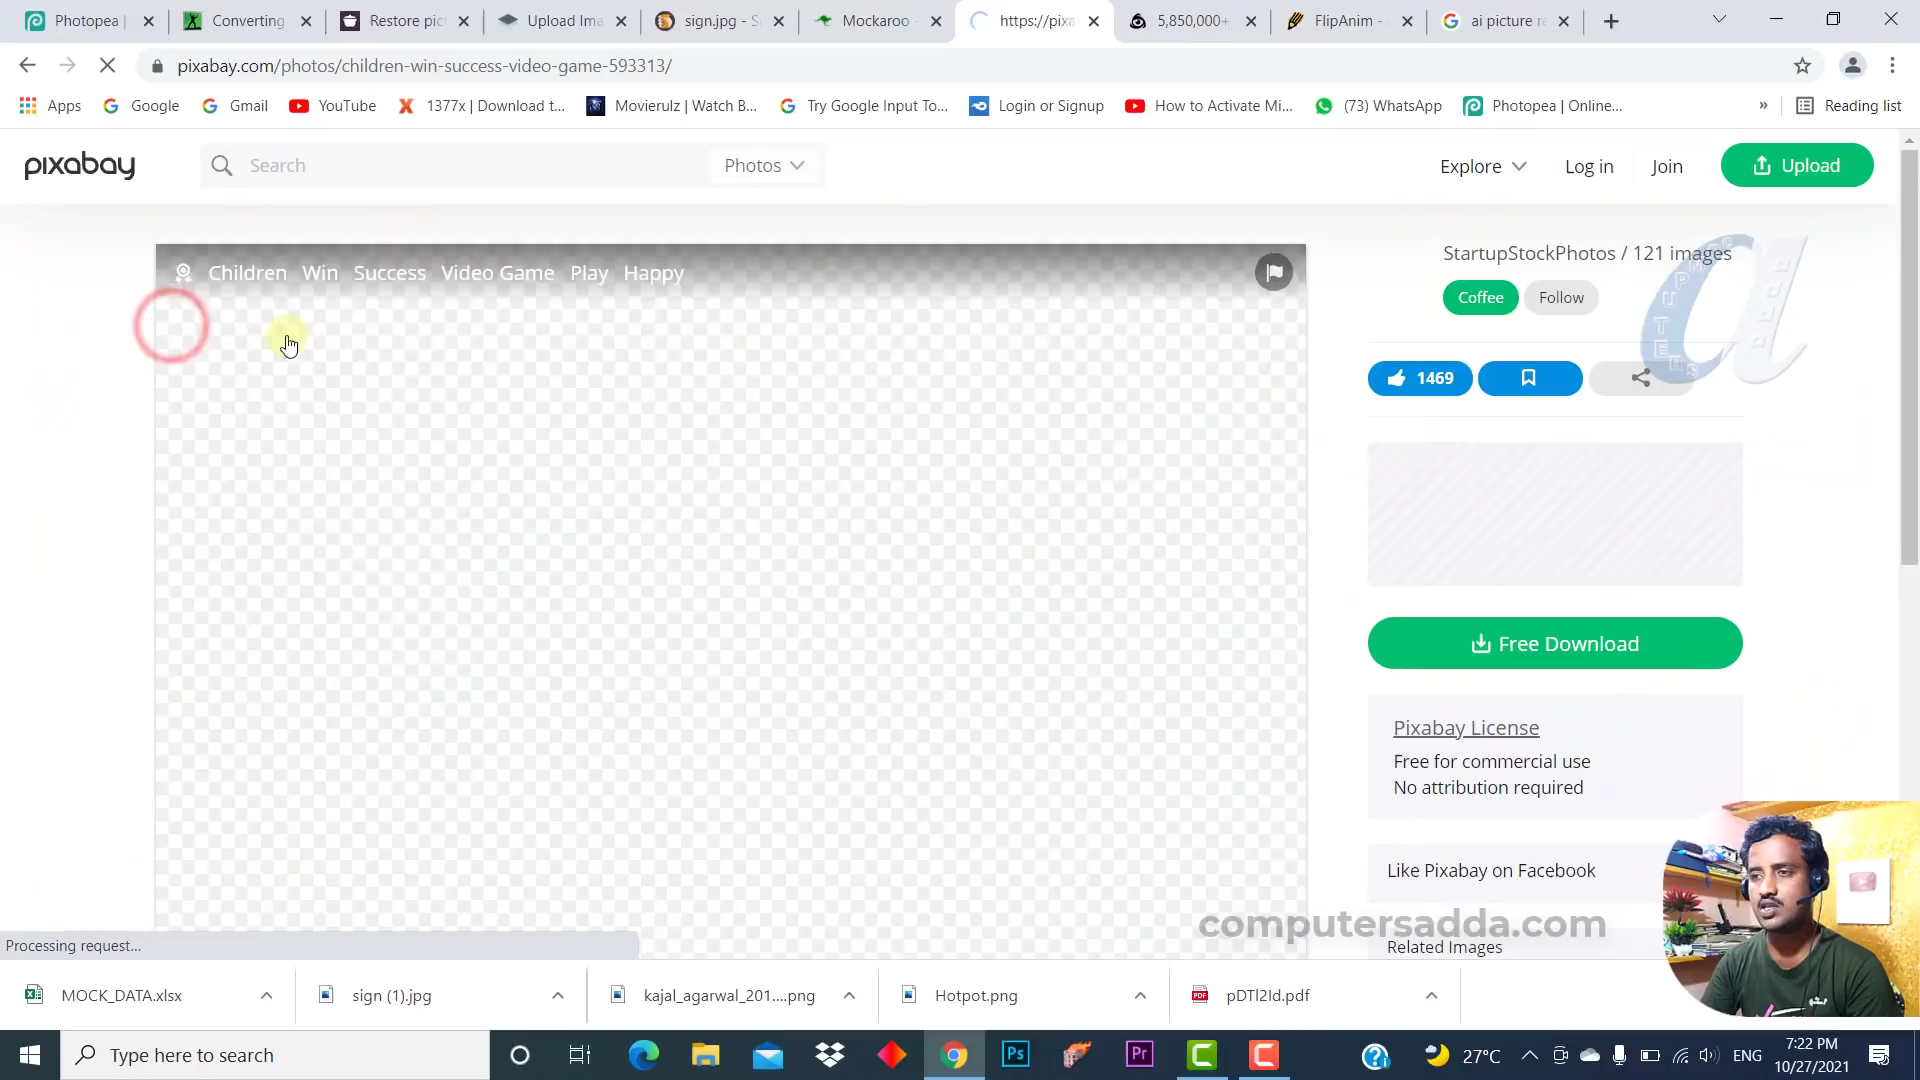 Photopea |
Converting
Restore pic
Upload Ima
sign.jpg - S
Mockaroo -
https://pixa
5,850,000+
FlipAnim -
ai picture re
pixabay.com/photos/children-win-success-video-game-593313/
Apps
Google
Gmail
YouTube
1377x | Download t...
Movierulz | Watch B...
Try Google Input To...
Login or Signup
How to Activate Mi...
(73) WhatsApp
Photopea | Online...
»
Reading list
pixabay
Search
Photos
Explore
Log in
Join
Upload
Children Win Success Video Game Play Happy
StartupStockPhotos / 121 images
Coffee
Follow
1469
Free Download
Pixabay License
Free for commercial use
No attribution required
Like Pixabay on Facebook
computersadda.com
Related Images
Processing request...
MOCK_DATA.xlsx
sign (1).jpg
kajal_agarwal_201....png
Hotpot.png
pDTl2Id.pdf
Type here to search
Ps
Pr
27°C
ENG
7:22 PM
10/27/2021